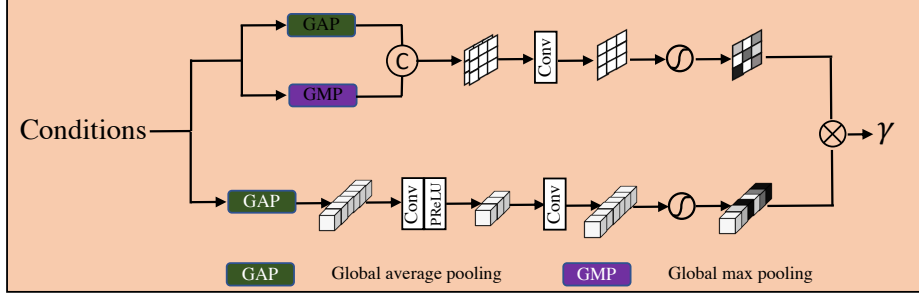 GAP
C
Conv
GMP
Conditions
γ
GAP
Conv
PReLU
Conv
GAP Global average pooling GMP Global max pooling